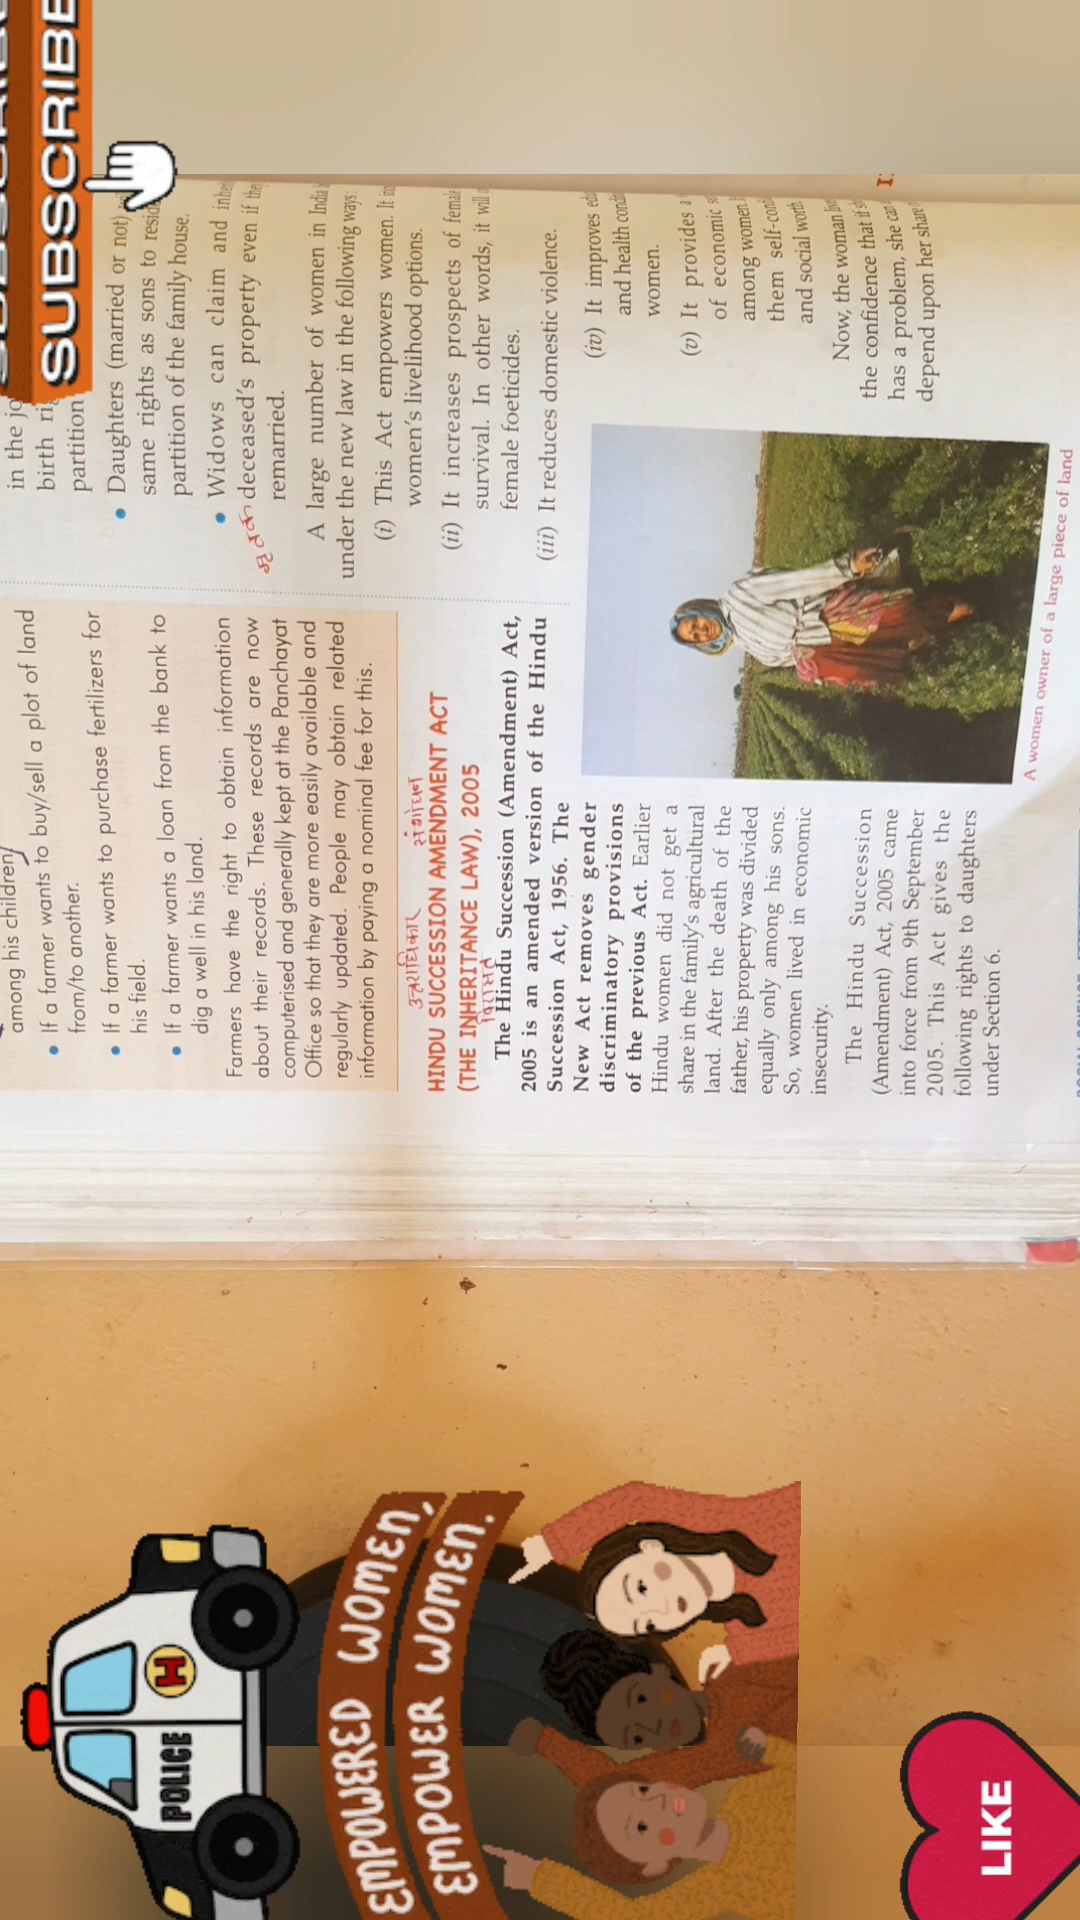 among his children)
• If a farmer wants to buy/sell a plot of land
from/to another.
• If a farmer wants to purchase fertilizers for
his field.
• If a farmer wants a loan from the bank to
dig a well in his land.
Farmers have the right to obtain information
about their records. These records are now
computerised and generally kept at the Panchayat
Office so that they are more easily available and
regularly updated. People may obtain related
information by paying a nominal fee for this.
उत्तराधिकार संशोधन
HINDU SUCCESSION AMENDMENT ACT
(THE INHERITANCE LAW), 2005
विरासत
The Hindu Succession (Amendment) Act,
2005 is an amended version of the Hindu
Succession Act, 1956. The
New Act removes gender
discriminatory provisions
of the previous Act. Earlier
Hindu women did not get a
share in the family's agricultural
land. After the death of the
father, his property was divided
equally only among his sons.
So, women lived in economic
insecurity.
The Hindu Succession
(Amendment) Act, 2005 came
into force from 9th September
2005. This Act gives the
following rights to daughters
under Section 6.
in the
birth
partition
• Daughters (married or not)
same rights as sons to
partition of the family house.
• Widows can claim and
मृतक deceased's property even if
remarried.
A large number of women in India
under the new law in the following ways:
(i) This Act empowers women. It
women's livelihood options.
(ii) It increases prospects of
survival. In other words, it will
female foeticides.
(iii) It reduces domestic violence.
(iv) It improves
and health
women.
(v) It provides a
of economic
among women.
them
and social worth
Now, the woman
the confidence that if
has a problem, she can
depend upon her share
A women owner of a large piece of land
SUBSCRIBE
POLICE
H
EMPOWERED WOMEN,
EMPOWER WOMEN.
LIKE